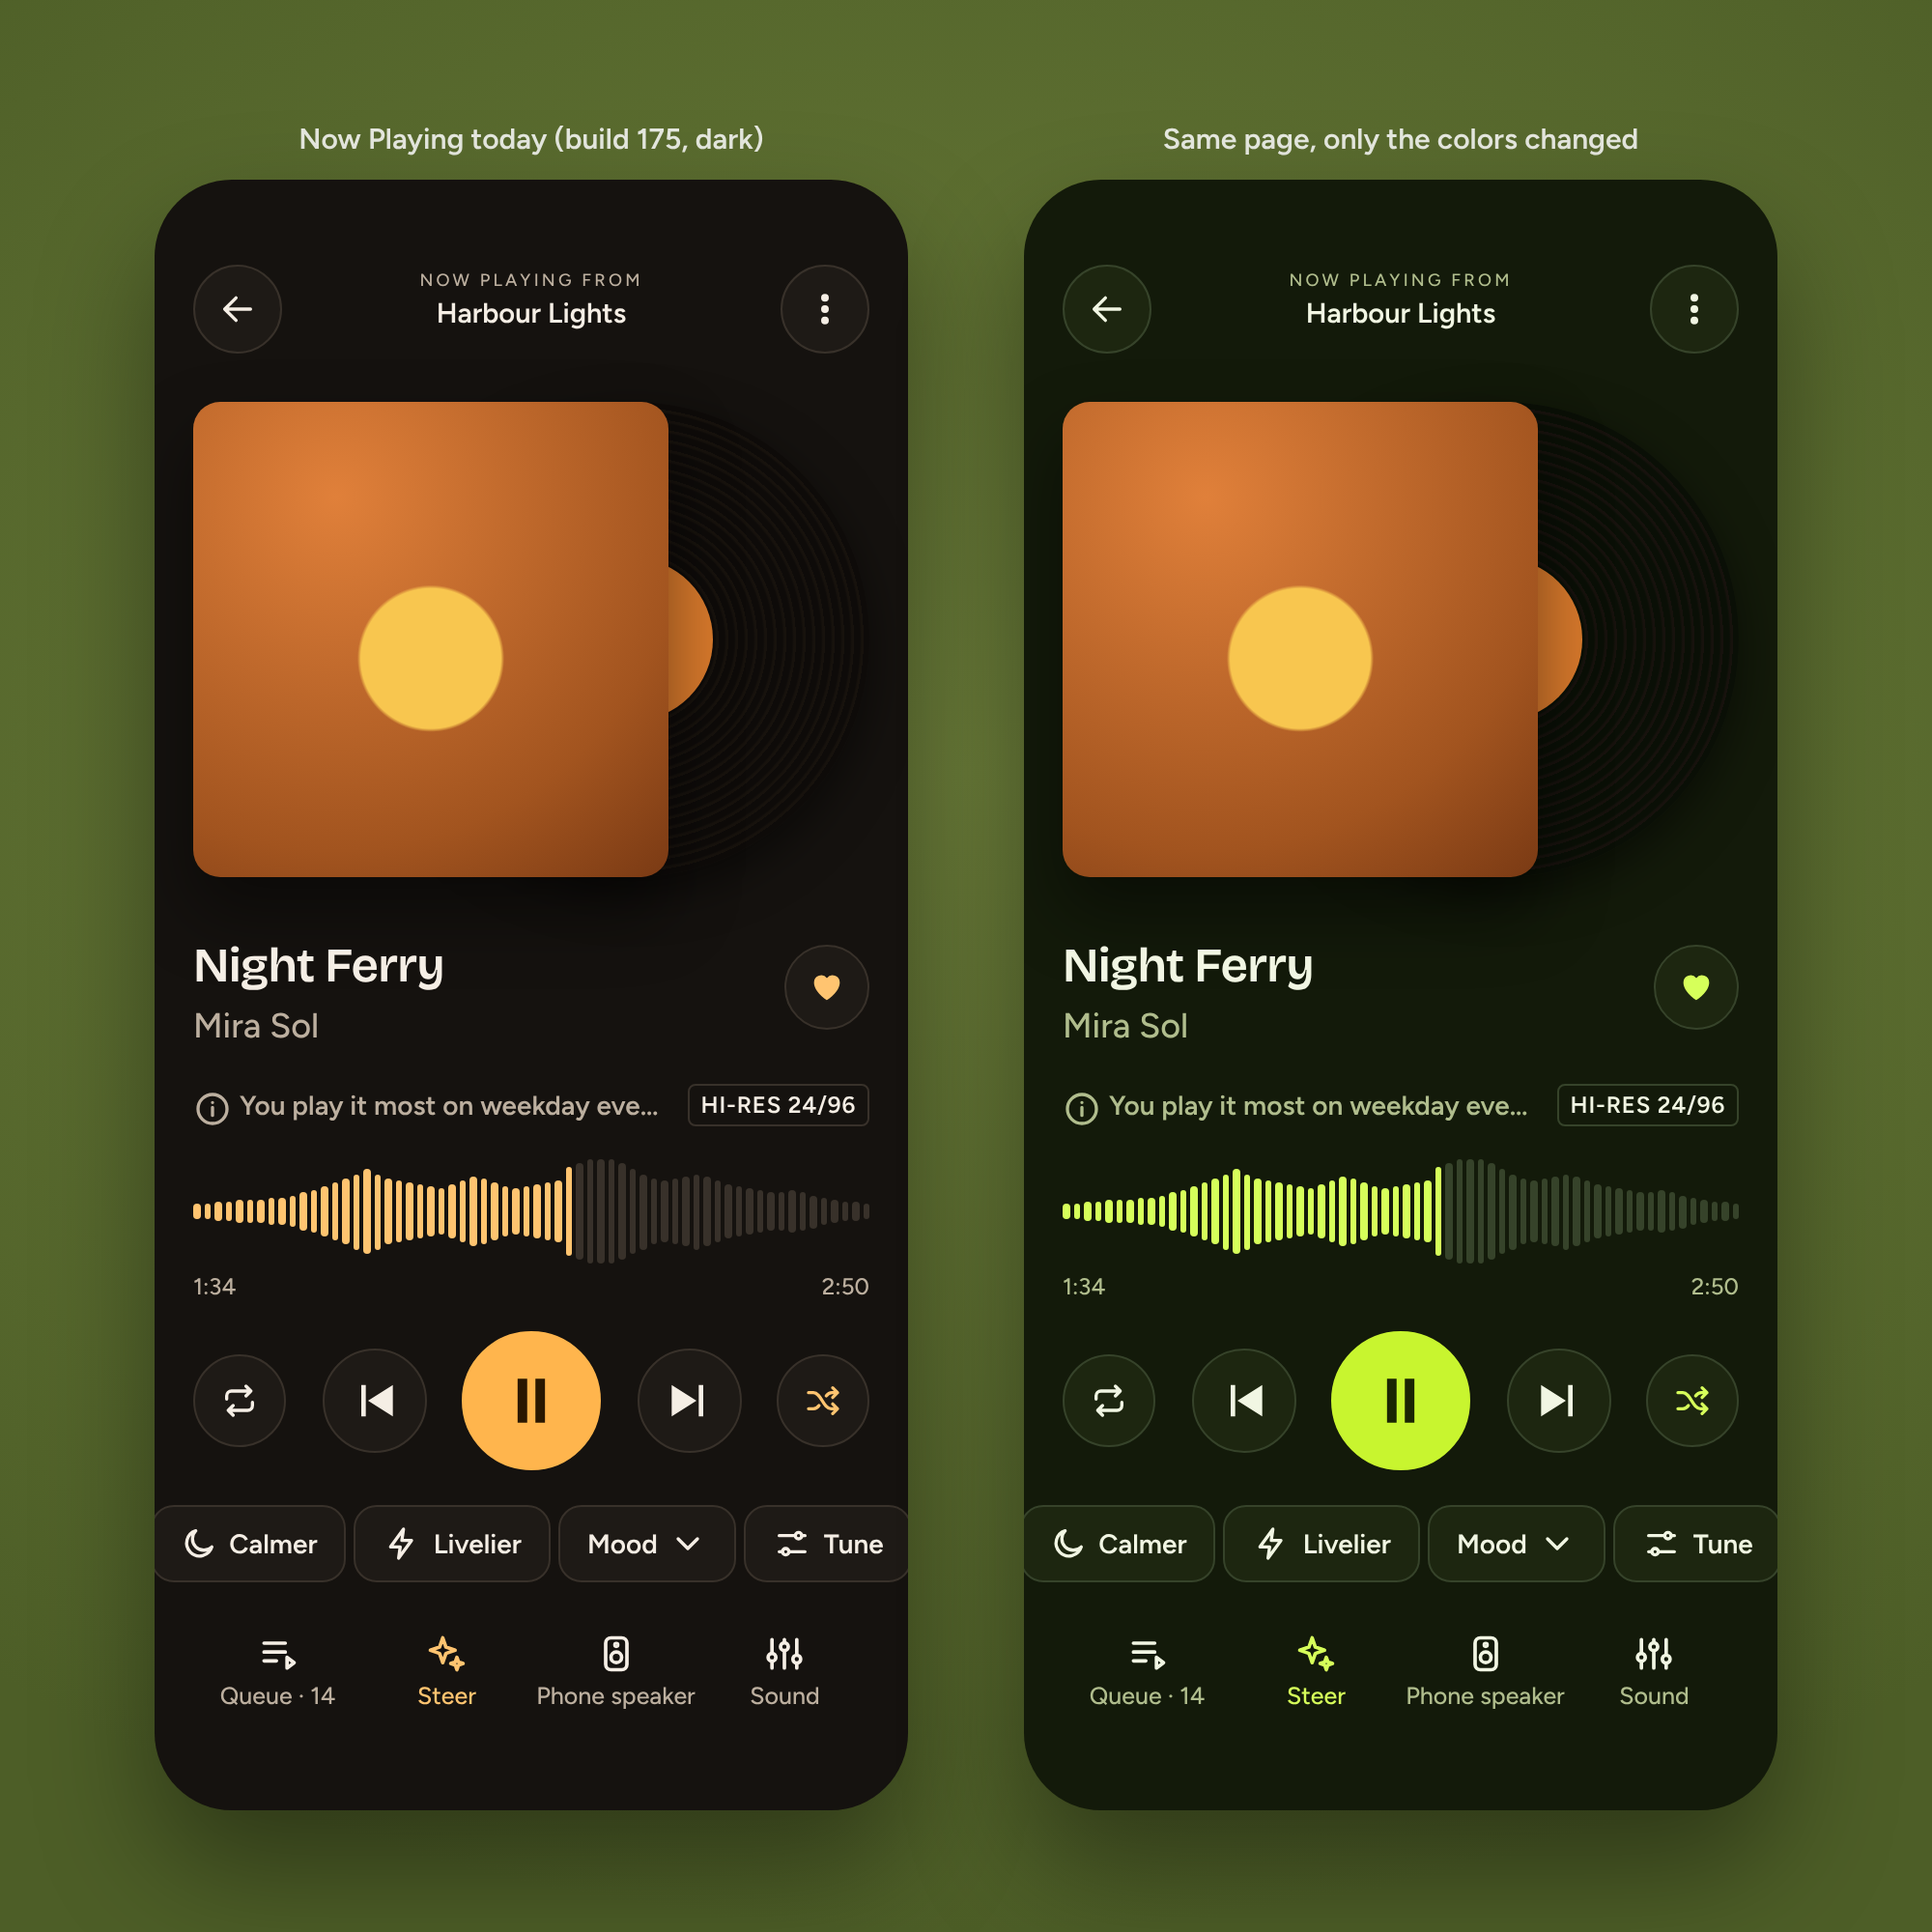 Now Playing today (build 175, dark)
NOW PLAYING FROM
Harbour Lights
Night Ferry
Mira Sol
You play it most on weekday eve...
HI-RES 24/96
1:34
2:50
Calmer
Livelier
Mood
Tune
Queue · 14
Steer
Phone speaker
Sound
Same page, only the colors changed
NOW PLAYING FROM
Harbour Lights
Night Ferry
Mira Sol
You play it most on weekday eve...
HI-RES 24/96
1:34
2:50
Calmer
Livelier
Mood
Tune
Queue · 14
Steer
Phone speaker
Sound